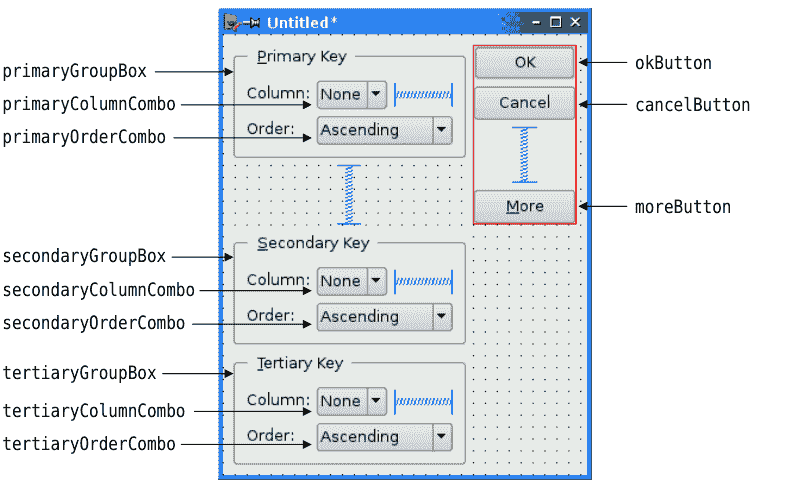 Untitled*
Primary Key
primaryGroupBox
OK
okButton
Column: None
primaryColumnCombo
Cancel
cancelButton
Order: Ascending
primaryOrderCombo
More
moreButton
Secondary Key
secondaryGroupBox
Column: None
secondaryColumnCombo
Order: Ascending
secondaryOrderCombo
Tertiary Key
tertiaryGroupBox
Column: None
tertiaryColumnCombo
Order: Ascending
tertiaryOrderCombo